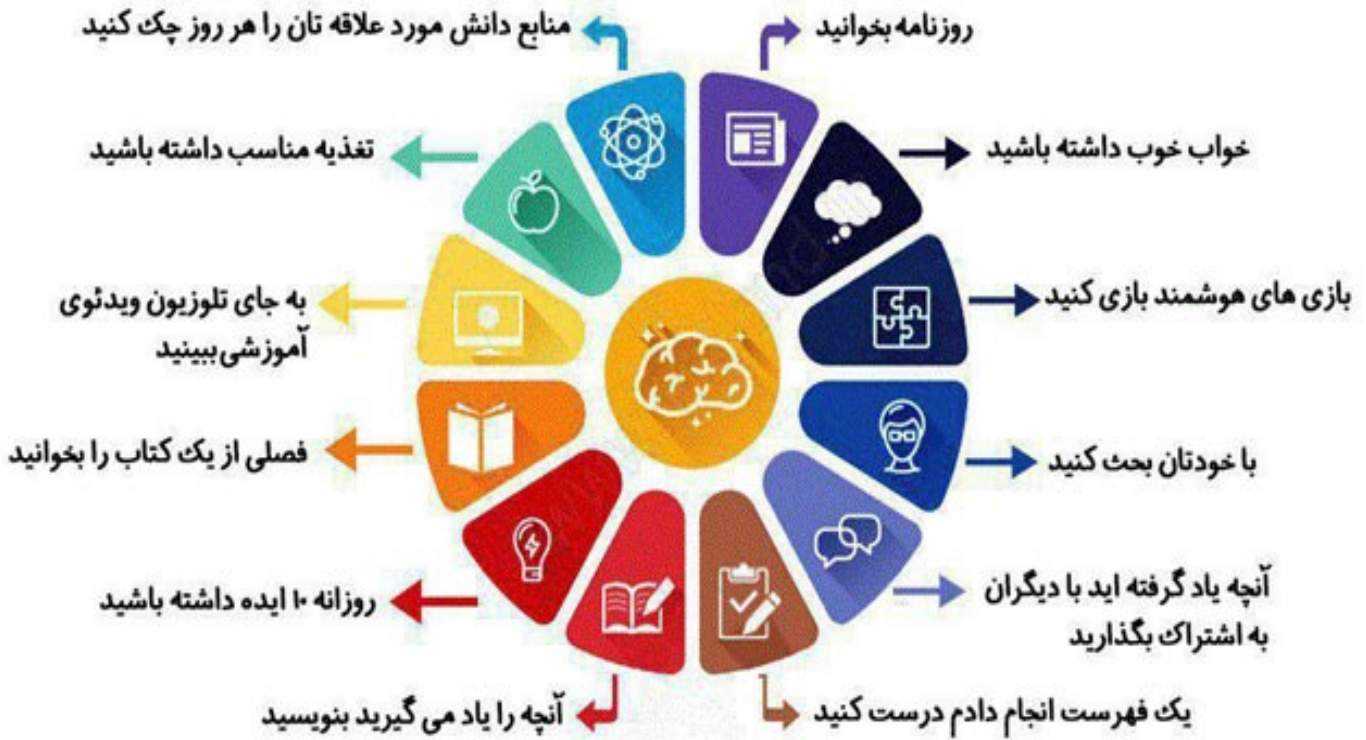 روزنامه بخوانید
خواب خوب داشته باشید
بازی های هوشمند بازی کنید
با خودتان بحث کنید
آنچه یاد گرفته اید با دیگران
به اشتراک بگذارید
یک فهرست انجام دادم درست کنید
آنچه را یاد می گیرید بنویسید
روزانه ۱۰ ایده داشته باشید
فصلی از یک کتاب را بخوانید
به جای تلوزیون ویدئوی
آموزشی ببینید
تغذیه مناسب داشته باشید
منابع دانش مورد علاقه تان را هر روز چک کنید